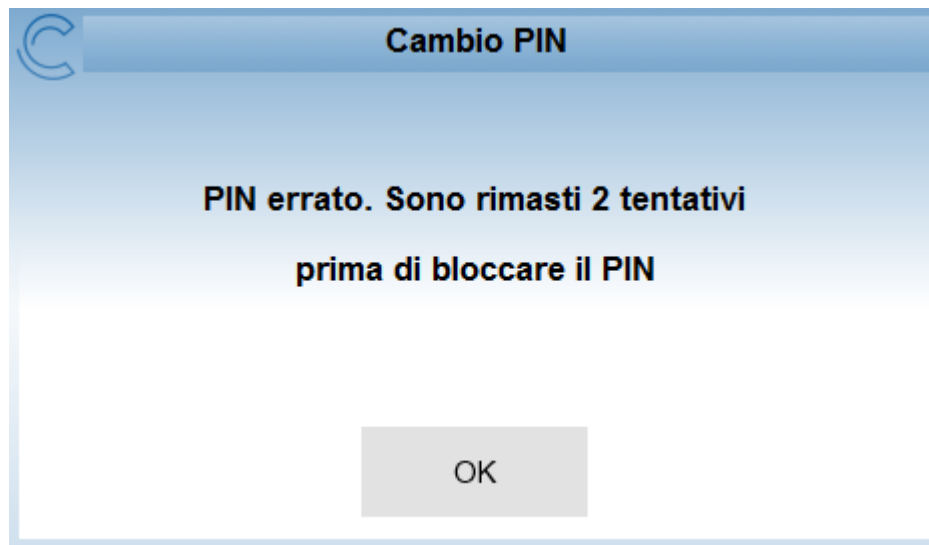 Cambio PIN
PIN errato. Sono rimasti 2 tentativi
prima di bloccare il PIN
OK